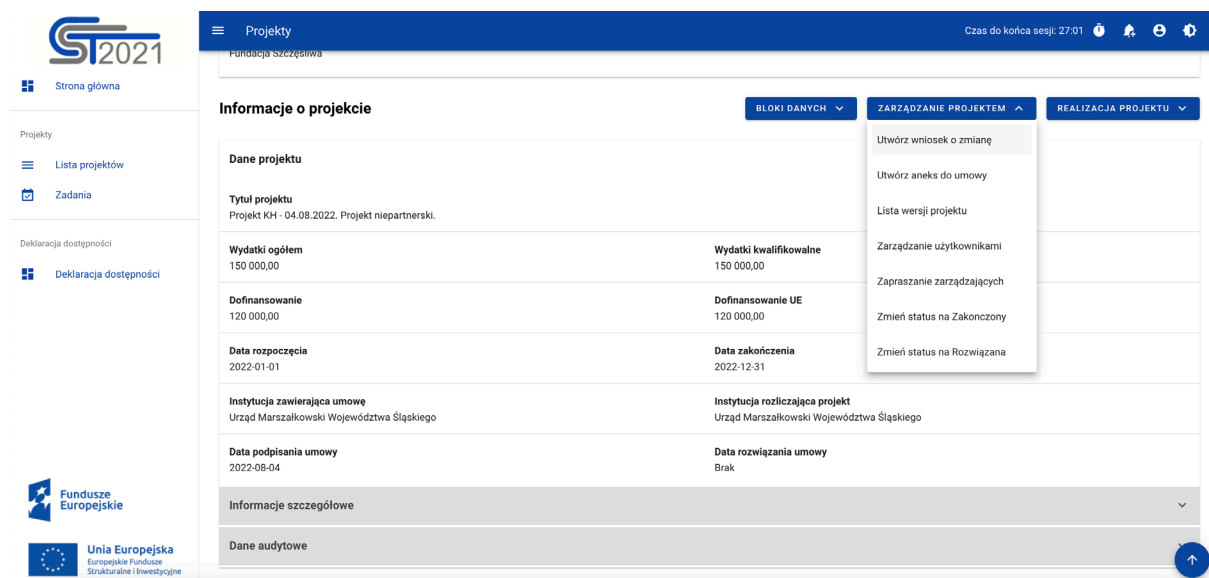 CST2021
Strona główna
Projekty
Lista projektów
Zadania
Deklaracja dostępności
Deklaracja dostępności
Fundusze
Europejskie
Unia Europejska
Europejskie Fundusze
Strukturalne i Inwestycyjne
Projekty
Czas do końca sesji: 27:01
Fundacja Szczęśliwa
Informacje o projekcie
BLOKI DANYCH
ZARZĄDZANIE PROJEKTEM
REALIZACJA PROJEKTU
Utwórz wniosek o zmianę
Utwórz aneks do umowy
Lista wersji projektu
Zarządzanie użytkownikami
Zapraszanie zarządzających
Zmień status na Zakonczony
Zmień status na Rozwiązana
Dane projektu
Tytuł projektu
Projekt KH - 04.08.2022. Projekt niepartnerski.
Wydatki ogółem
150 000,00
Wydatki kwalifikowalne
150 000,00
Dofinansowanie
120 000,00
Dofinansowanie UE
120 000,00
Data rozpoczęcia
2022-01-01
Data zakończenia
2022-12-31
Instytucja zawierająca umowę
Urząd Marszałkowski Województwa Śląskiego
Instytucja rozliczająca projekt
Urząd Marszałkowski Województwa Śląskiego
Data podpisania umowy
2022-08-04
Data rozwiązania umowy
Brak
Informacje szczegółowe
Dane audytowe